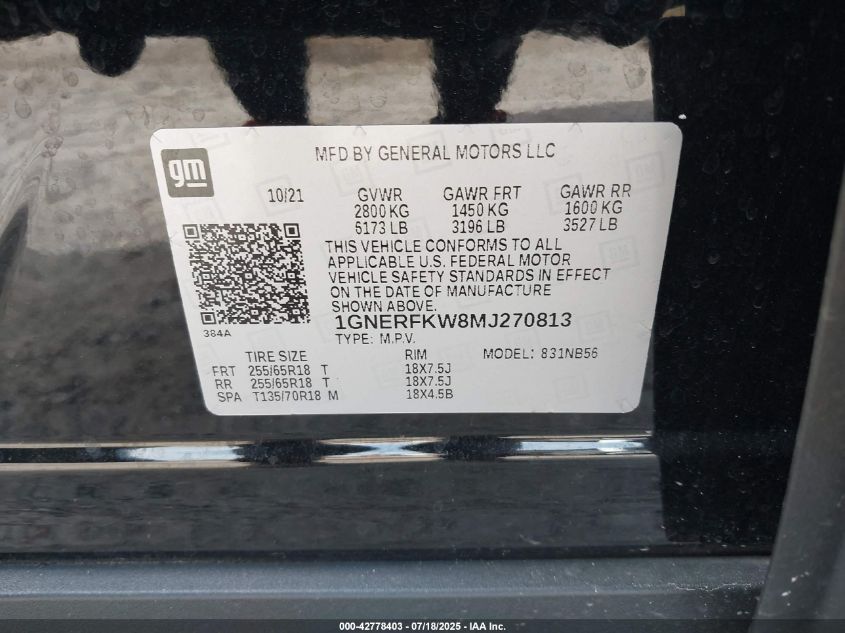 gm
MFD BY GENERAL MOTORS LLC
10/21 GVWR GAWR FRT GAWR RR
2800 KG 1450 KG 1600 KG
6173 LB 3196 LB 3527 LB
THIS VEHICLE CONFORMS TO ALL
APPLICABLE U.S. FEDERAL MOTOR
VEHICLE SAFETY STANDARDS IN EFFECT
ON THE DATE OF MANUFACTURE
SHOWN ABOVE.
384A
1GNERFKW8MJ270813
TYPE: M.P.V.
TIRE SIZE RIM MODEL: 831NB56
FRT 255/65R18 T 18X7.5J
RR 255/65R18 T 18X7.5J
SPA T135/70R18 M 18X4.5B
000-42778403 - 07/18/2025 - IAA Inc.